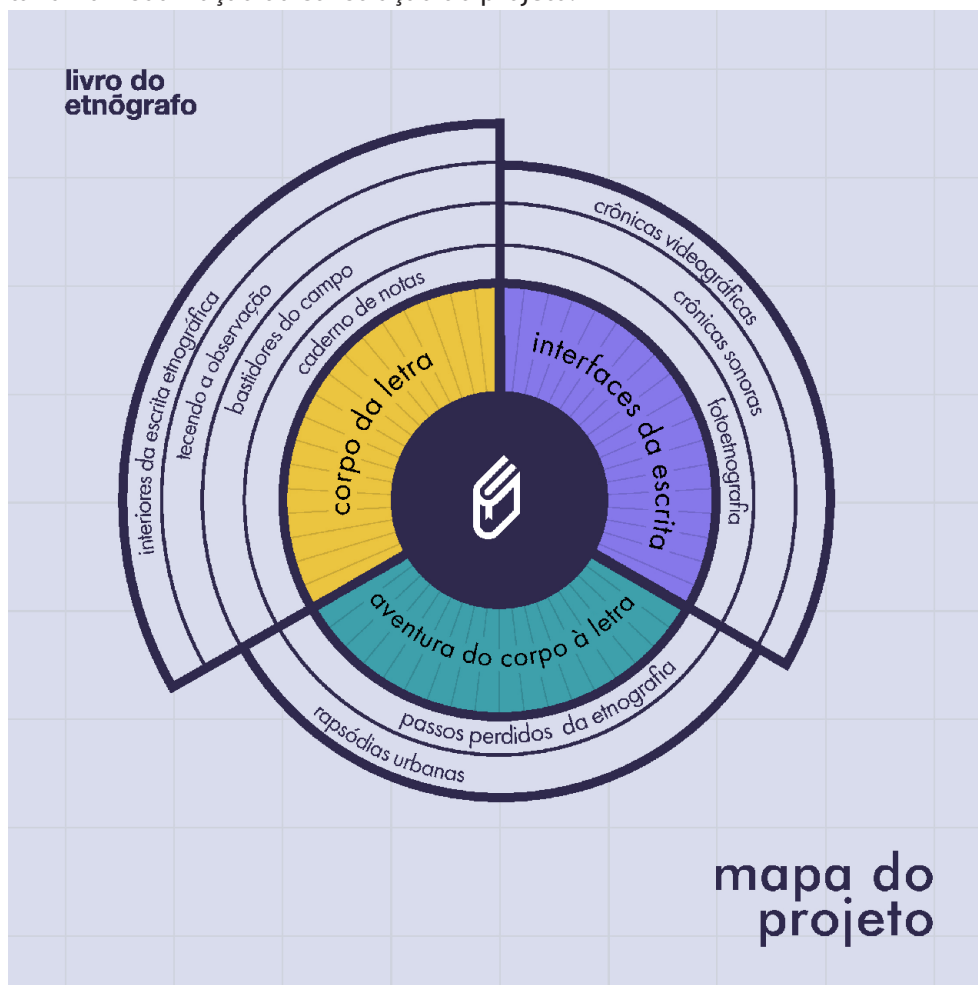 livro do
etnōgrafo
crônicas videográficas
crônicas sonoras
fotoetnografia
interfaces da escrita
interiores da escrita etnográfica
tecendo a observação
bastidores do campo
caderno de notas
corpo da letra
aventura do corpo à letra
passos perdidos da etnografia
rapsódias urbanas
mapa do
projeto